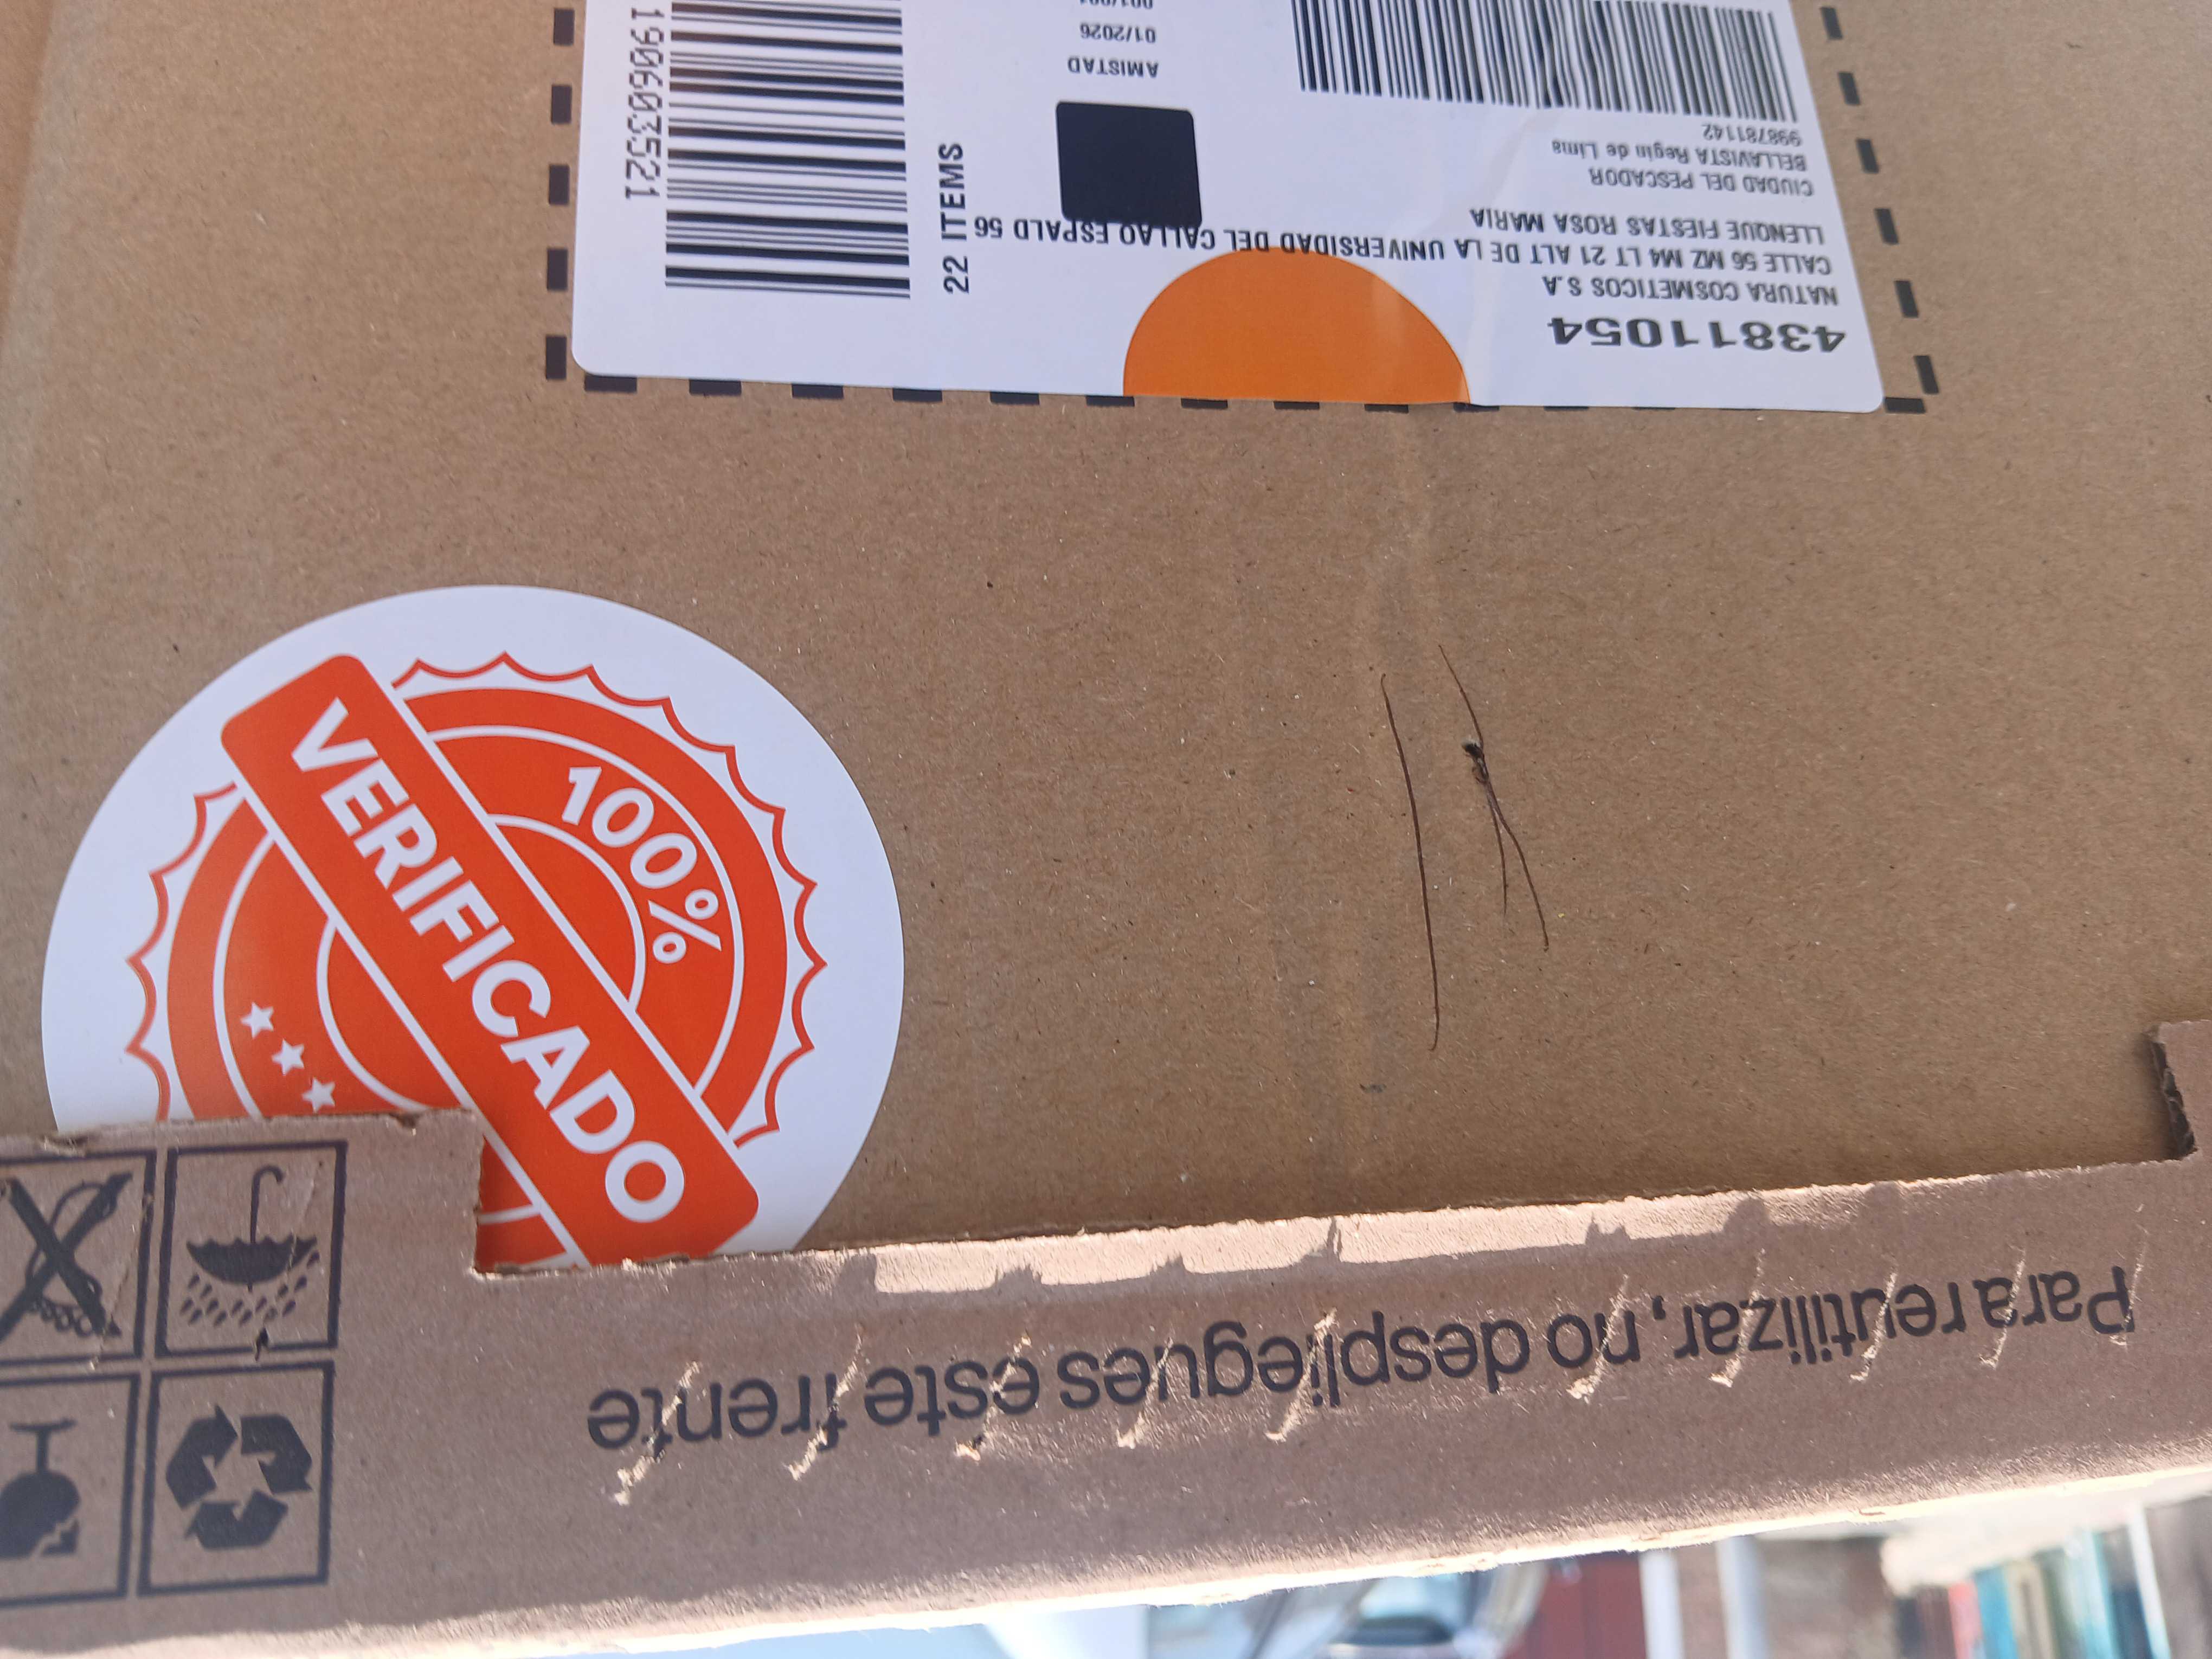 43811054
NATURA COSMETICOS S.A
CALLE 56 MZ M4 LT 21 ALT DE LA UNIVERSIDAD DEL CALLAO ESPALD 56
LLENQUE FIESTAS ROSA MARIA
CIUDAD DEL PESCADOR
BELLAVISTA Regin de Lima
998781142
AMISTAD
01/2026
22 ITEMS
190603521
100%
VERIFICADO
Para reutilizar, no despliegues este frente